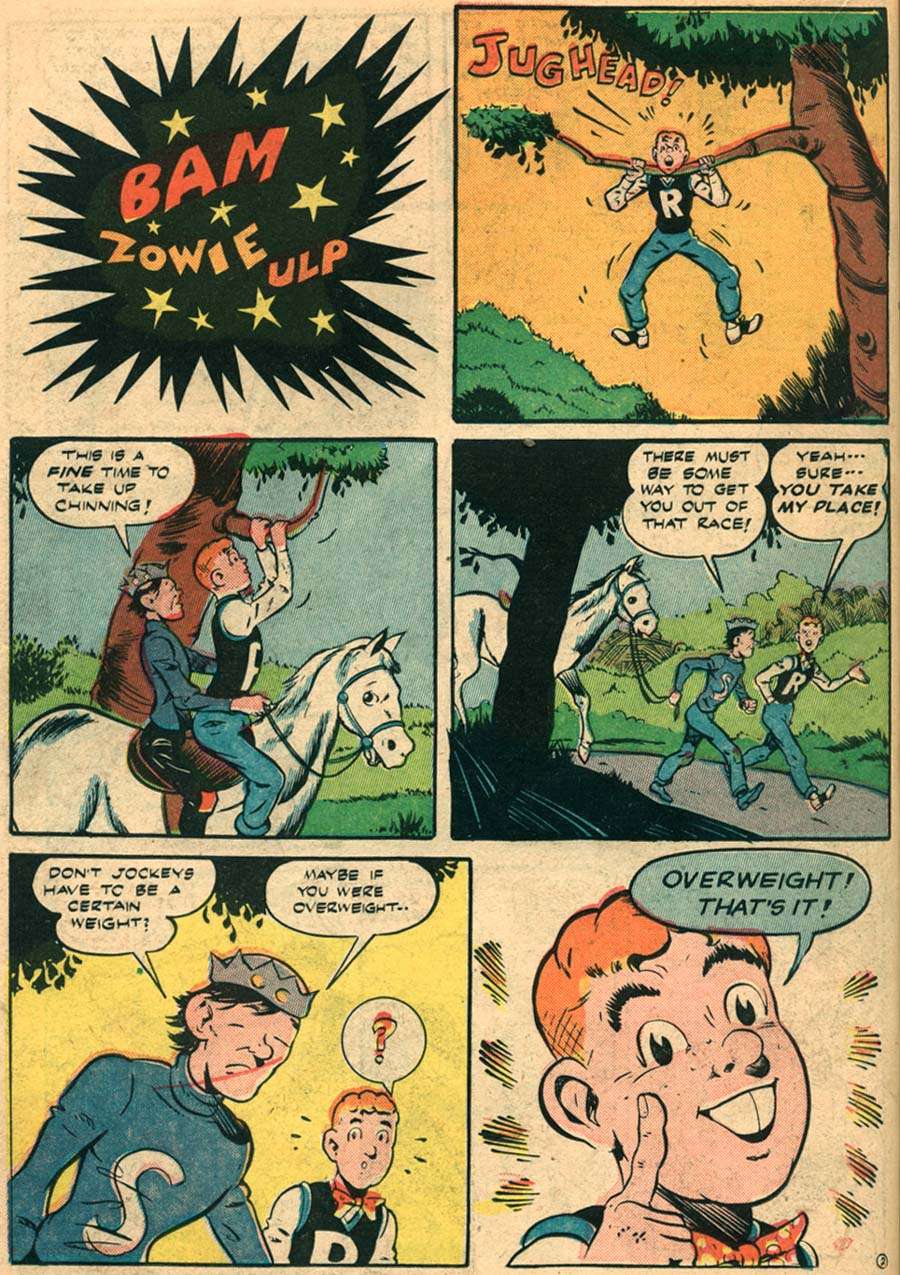 BAM
ZOWIE
ULP
JUGHEAD!
R
THIS IS A
FINE TIME TO
TAKE UP
CHINNING!
THERE MUST
BE SOME
WAY TO GET
YOU OUT OF
THAT RACE!
YEAH---
SURE---
YOU TAKE
MY PLACE!
S
R
DON'T JOCKEYS
HAVE TO BE A
CERTAIN
WEIGHT?
MAYBE IF
YOU WERE
OVERWEIGHT--
?
S
R
OVERWEIGHT!
THAT'S IT!